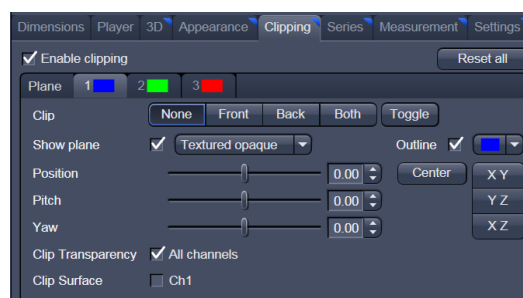 Dimensions Player 3D Appearance Clipping Series Measurement Settings
Enable clipping Reset all
Plane 1 2 3
Clip None Front Back Both Toggle
Show plane Textured opaque Outline
Position 0.00 Center X Y
Pitch 0.00 Y Z
Yaw 0.00 X Z
Clip Transparency All channels
Clip Surface Ch1